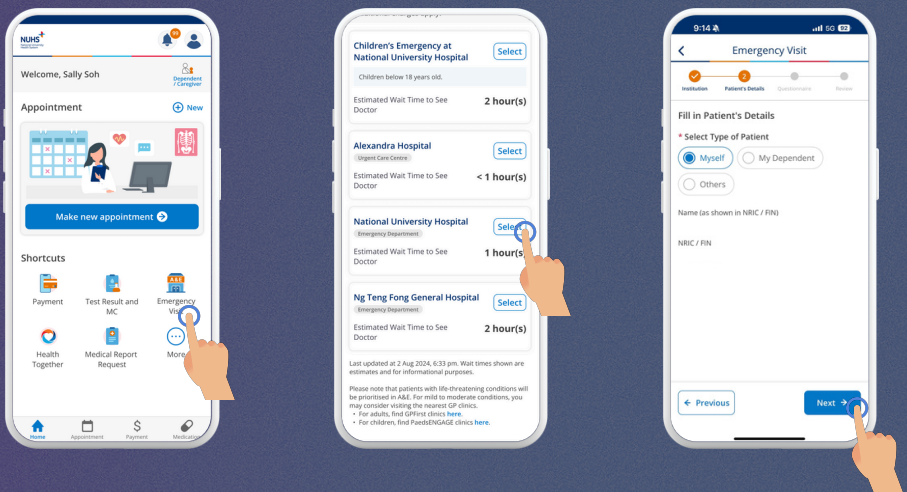 NUHS
99
Welcome, Sally Soh
Dependent
/ Caregiver
Appointment
New
Make new appointment
Shortcuts
Payment
Test Result and
MC
A&E
Emergency
Visit
Health
Together
Medical Report
Request
More
Home
Appointment
Payment
Medication
Children's Emergency at
National University Hospital
Select
Children below 18 years old.
Estimated Wait Time to See
Doctor
2 hour(s)
Alexandra Hospital
Select
Urgent Care Centre
Estimated Wait Time to See
Doctor
< 1 hour(s)
National University Hospital
Select
Emergency Department
Estimated Wait Time to See
Doctor
1 hour(s
Ng Teng Fong General Hospital
Select
Emergency Department
Estimated Wait Time to See
Doctor
2 hour(s)
Last updated at 2 Aug 2024, 6:33 pm. Wait times shown are
estimates and for informational purposes.
Please note that patients with life-threatening conditions will
be prioritised in A&E. For mild to moderate conditions, you
may consider visiting the nearest GP clinics.
• For adults, find GPFirst clinics here.
• For children, find PaedsENGAGE clinics here.
9:14
5G 92
Emergency Visit
2
Institution
Patient's Details
Questionnaire
Review
Fill in Patient's Details
* Select Type of Patient
Myself
My Dependent
Others
Name (as shown in NRIC / FIN)
NRIC / FIN
← Previous
Next →